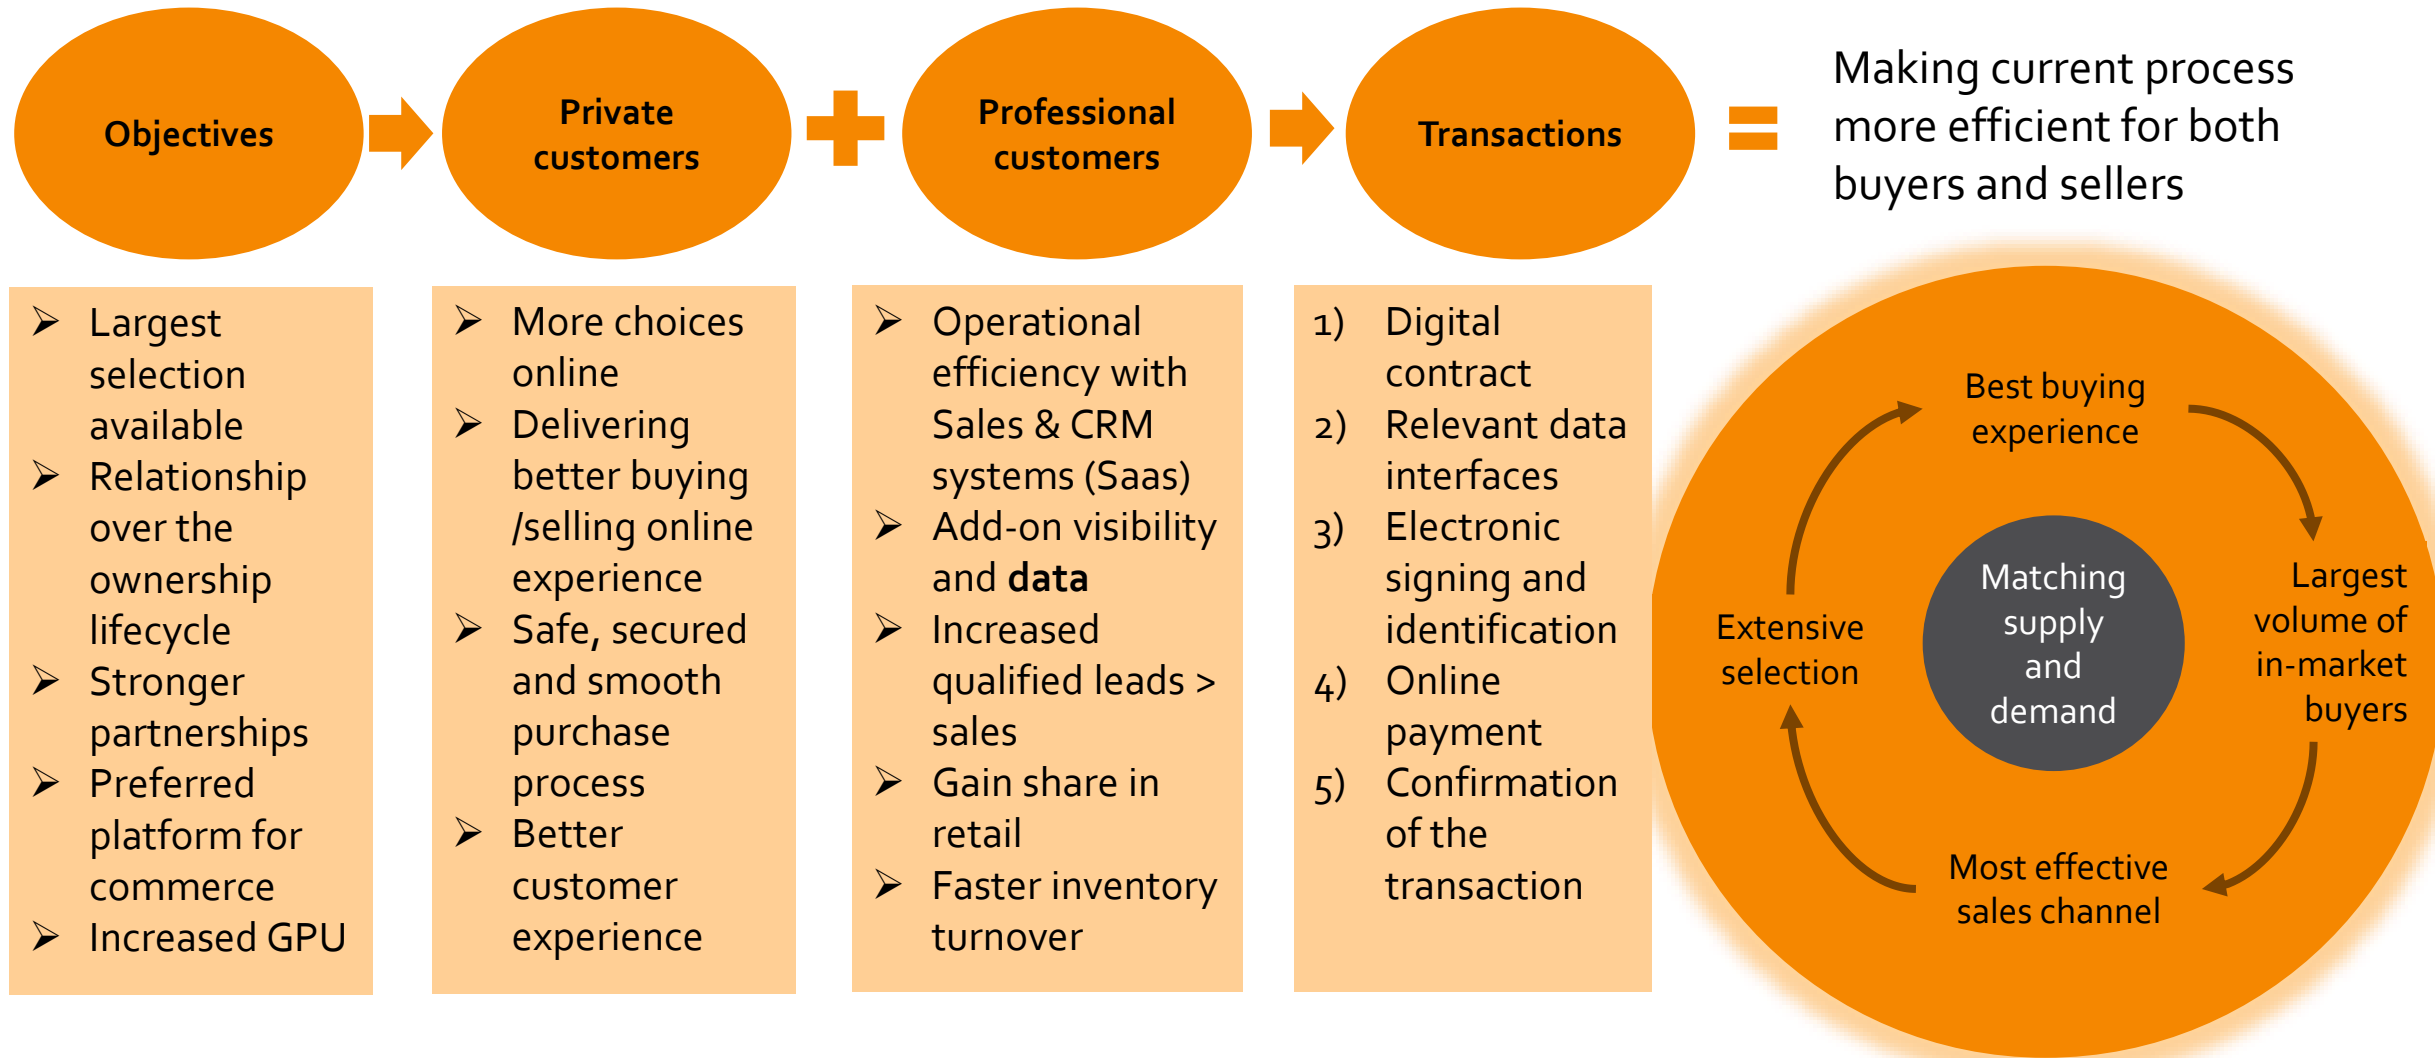 Objectives
Private
customers
Professional
customers
Transactions
Making current process
more efficient for both
buyers and sellers
➢ Largest
selection
available
➢ Relationship
over the
ownership
lifecycle
➢ Stronger
partnerships
➢ Preferred
platform for
commerce
➢ Increased GPU
➢ More choices
online
➢ Delivering
better buying
/selling online
experience
➢ Safe, secured
and smooth
purchase
process
➢ Better
customer
experience
➢ Operational
efficiency with
Sales & CRM
systems (Saas)
➢ Add-on visibility
and data
➢ Increased
qualified leads >
sales
➢ Gain share in
retail
➢ Faster inventory
turnover
1) Digital
contract
2) Relevant data
interfaces
3) Electronic
signing and
identification
4) Online
payment
5) Confirmation
of the
transaction
Best buying
experience
Largest
volume of
in-market
buyers
Most effective
sales channel
Extensive
selection
Matching
supply
and
demand